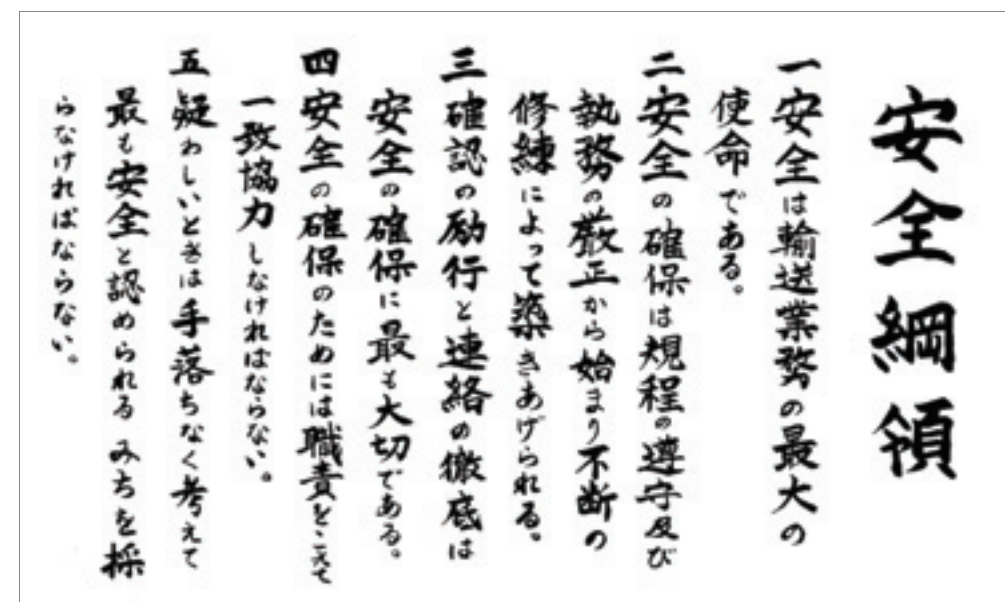 安全綱領
一 安全は輸送業務の最大の
使命である。
二 安全の確保は規程の遵守及び
執務の厳正から始まり不断の
修練によって築きあげられる。
三 確認の励行と連絡の徹底は
安全の確保に最も大切である。
四 安全の確保のためには職責をこえて
一致協力しなければならない。
五 疑わしいときは手落ちなく考えて
最も安全と認められるみちを採
らなければならない。